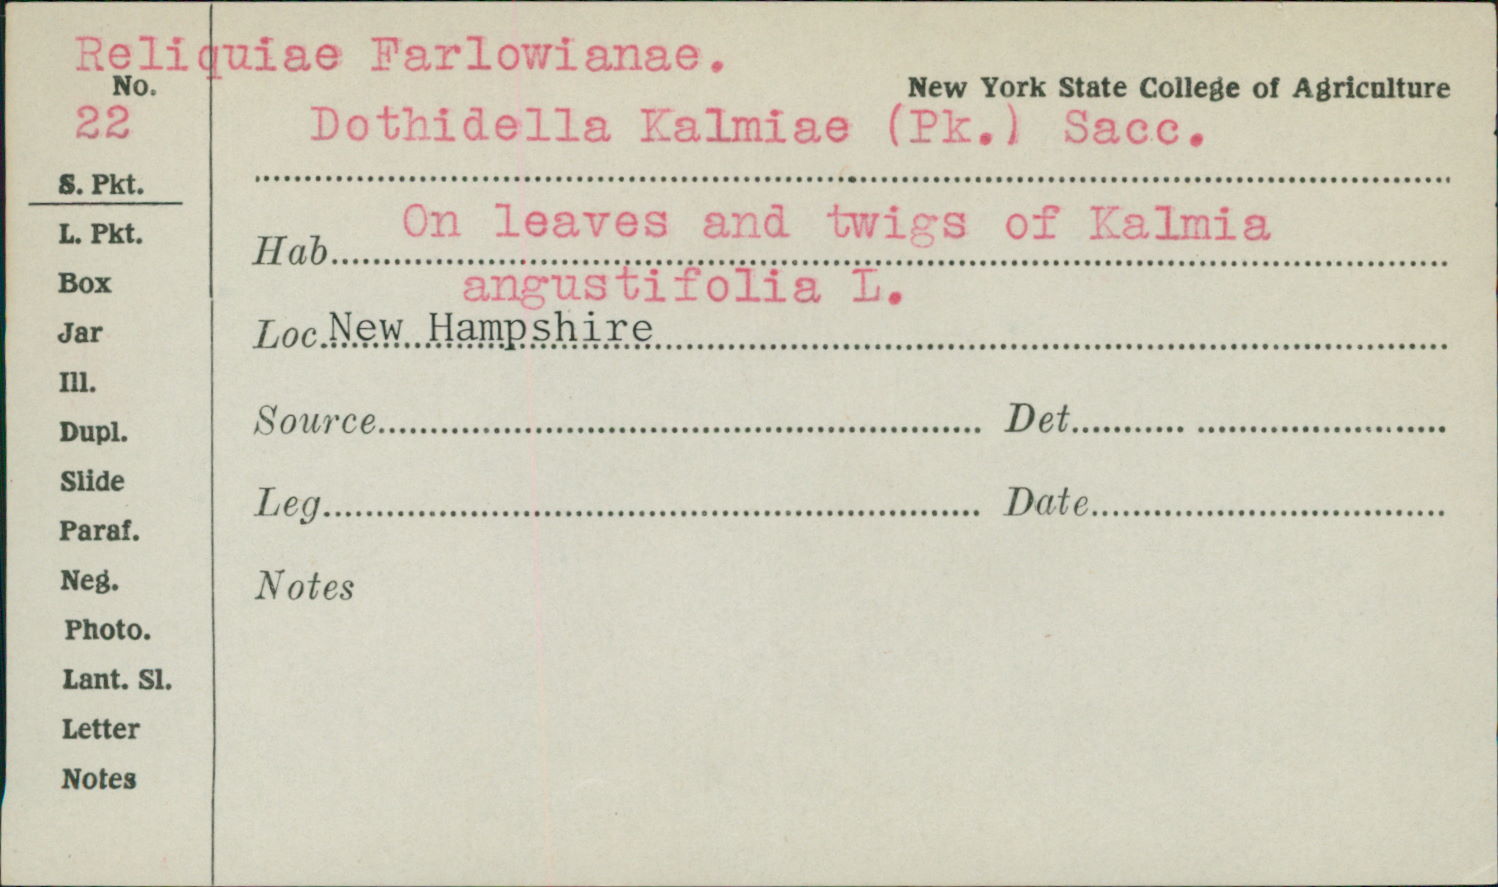 Reliquiae Farlowianae.
No.
New York State College of Agriculture
22
Dothidella Kalmiae (Pk.) Sacc.
S. Pkt.
On leaves and twigs of Kalmia
L. Pkt.
Hab.
angustifolia L.
Box
Jar
Loc. New Hampshire
Ill.
Dupl.
Source
Det.
Slide
Leg.
Date
Paraf.
Neg.
Notes
Photo.
Lant. Sl.
Letter
Notes